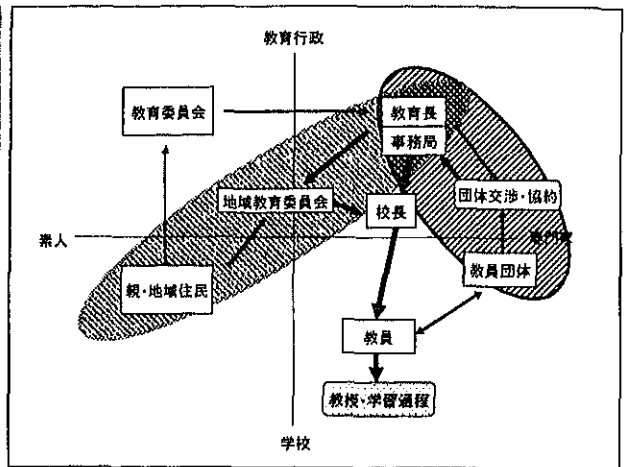 教育行政
教育委員会
教育長
事務局
地域教育委員会
校長
団体交渉・協約
素人
専門家
親・地域住民
教員団体
教員
教授・学習過程
学校